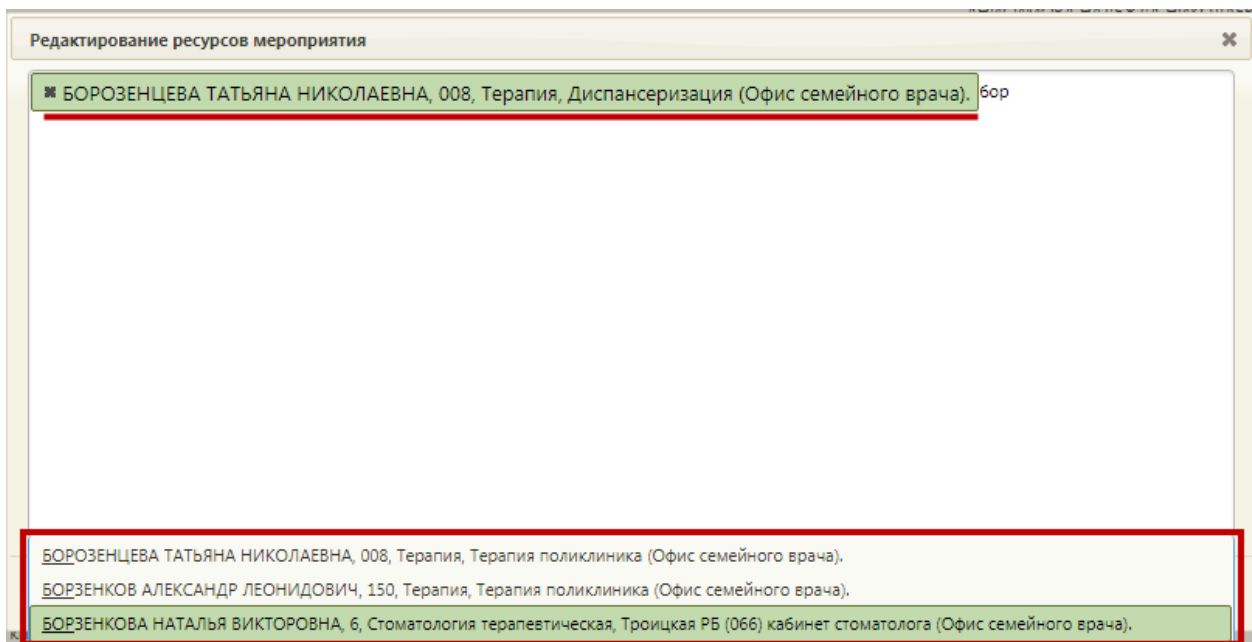 Редактирование ресурсов мероприятия
БОРОЗЕНЦЕВА ТАТЬЯНА НИКОЛАЕВНА, 008, Терапия, Диспансеризация (Офис семейного врача). бор
БОРОЗЕНЦЕВА ТАТЬЯНА НИКОЛАЕВНА, 008, Терапия, Терапия поликлиника (Офис семейного врача).
БОРЗЕНКОВ АЛЕКСАНДР ЛЕОНИДОВИЧ, 150, Терапия, Терапия поликлиника (Офис семейного врача).
БОРЗЕНКОВА НАТАЛЬЯ ВИКТОРОВНА, 6, Стоматология терапевтическая, Троицкая РБ (066) кабинет стоматолога (Офис семейного врача).